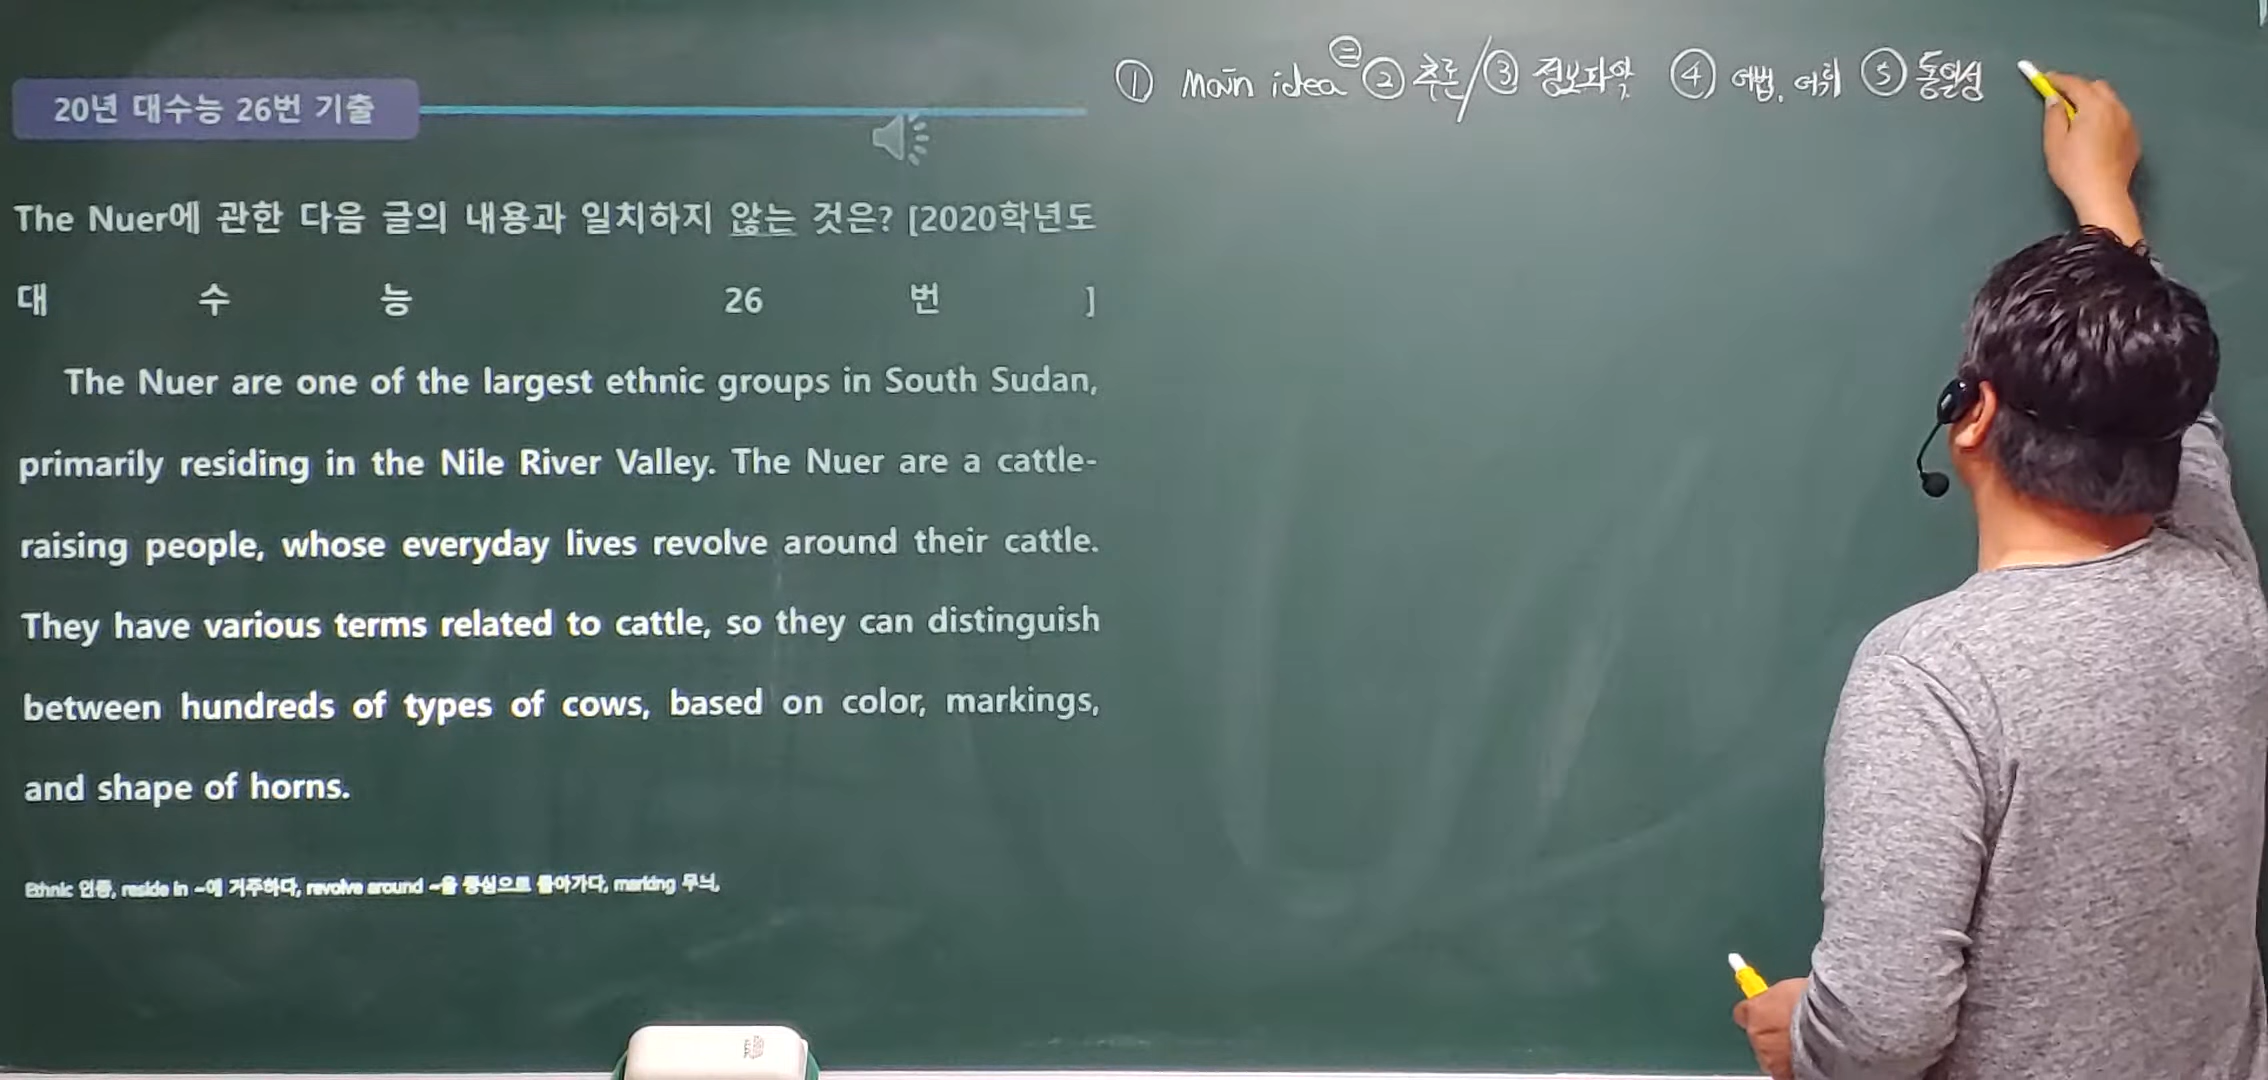 ① Main idea ㊁ ② 추론 / ③ 정보파악 ④ 어법, 어휘 ⑤ 통일성
20년 대수능 26번 기출
The Nuer에 관한 다음 글의 내용과 일치하지 않는 것은? [2020학년도
대 수 능 26 번 ]
The Nuer are one of the largest ethnic groups in South Sudan,
primarily residing in the Nile River Valley. The Nuer are a cattle-
raising people, whose everyday lives revolve around their cattle.
They have various terms related to cattle, so they can distinguish
between hundreds of types of cows, based on color, markings,
and shape of horns.
Ethnic 인종, reside in ~에 거주하다, revolve around ~을 중심으로 돌아가다, marking 무늬,